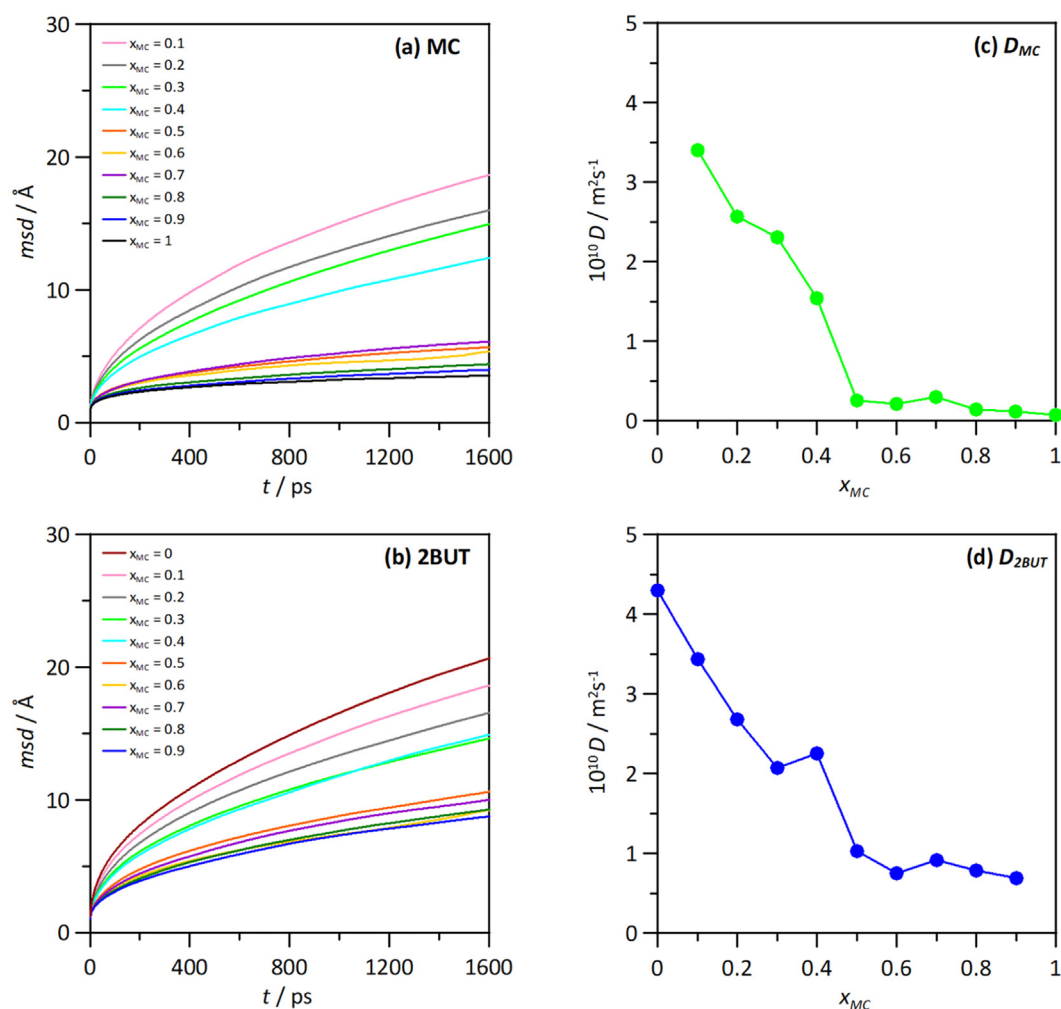 (a) MC
x_MC = 0.1
x_MC = 0.2
x_MC = 0.3
x_MC = 0.4
x_MC = 0.5
x_MC = 0.6
x_MC = 0.7
x_MC = 0.8
x_MC = 0.9
x_MC = 1
30
20
10
0
msd / Å
0 400 800 1200 1600
t / ps
(c) D_MC
5
4
3
2
1
0
10¹⁰ D / m²s⁻¹
0 0.2 0.4 0.6 0.8 1
x_MC
(b) 2BUT
x_MC = 0
x_MC = 0.1
x_MC = 0.2
x_MC = 0.3
x_MC = 0.4
x_MC = 0.5
x_MC = 0.6
x_MC = 0.7
x_MC = 0.8
x_MC = 0.9
30
20
10
0
msd / Å
0 400 800 1200 1600
t / ps
(d) D_2BUT
5
4
3
2
1
0
10¹⁰ D / m²s⁻¹
0 0.2 0.4 0.6 0.8 1
x_MC